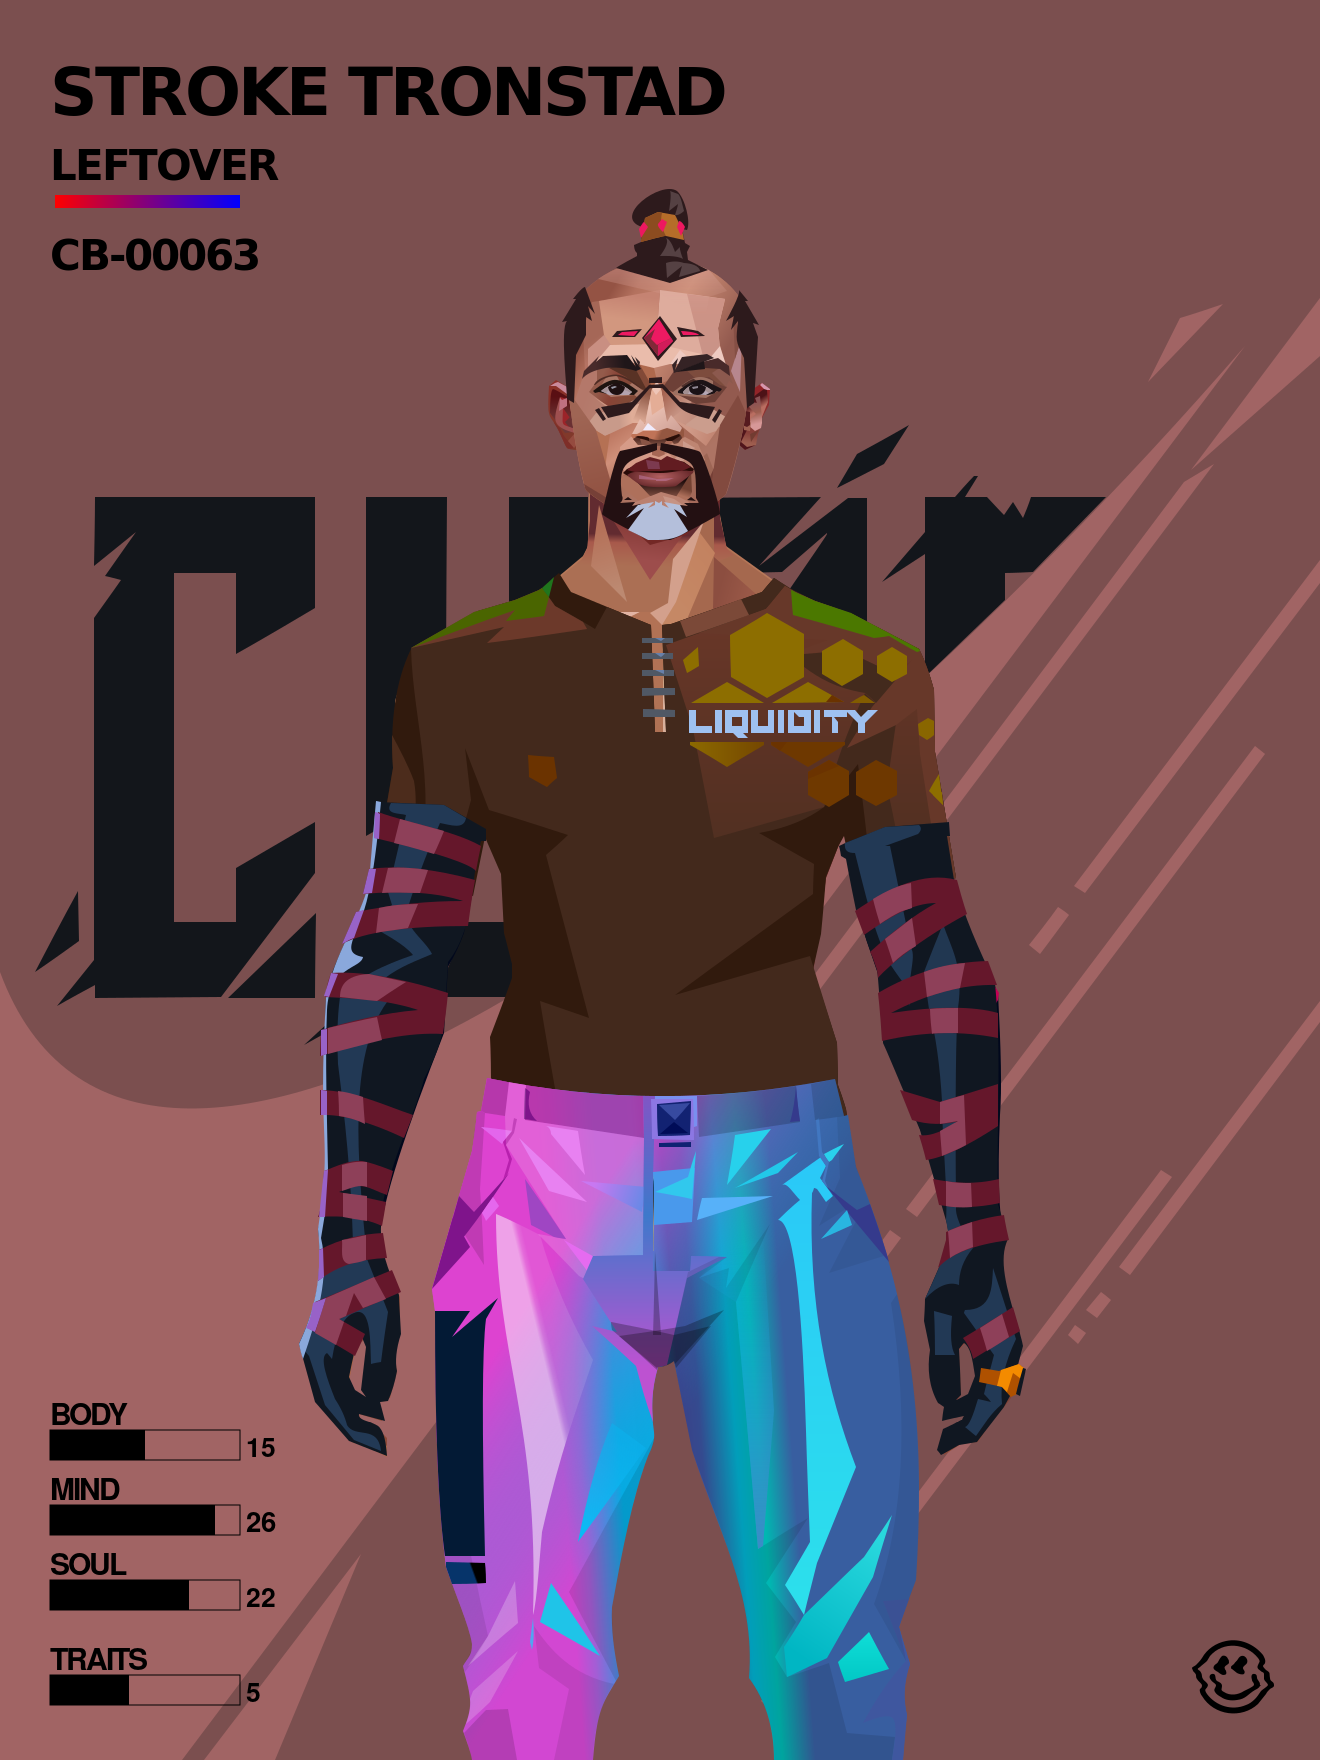 STROKE TRONSTAD
LEFTOVER
CB-00063
LIQUIDITY
BODY
15
MIND
26
SOUL
22
TRAITS
5